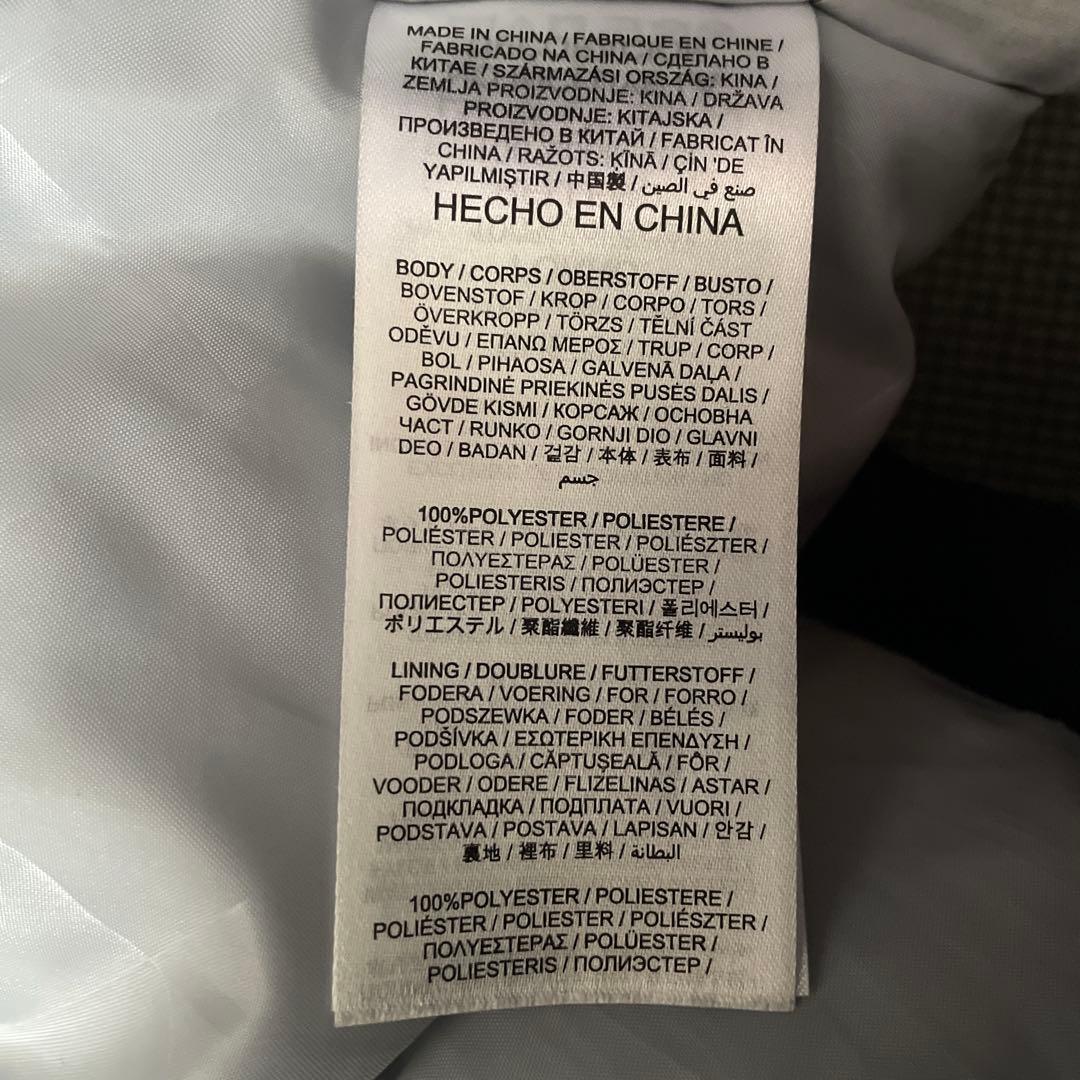 MADE IN CHINA / FABRIQUE EN CHINE /
FABRICADO NA CHINA / СДЕЛАНО В
КИТАЕ / SZÁRMAZÁSI ORSZÁG: KINA /
ZEMLJA PROIZVODNJE: KINA / DRŽAVA
PROIZVODNJE: KITAJSKA /
ПРОИЗВЕДЕНО В КИТАЙ / FABRICAT ÎN
CHINA / RAŽOTS: ĶĪNĀ / ÇİN 'DE
YAPILMIŞTIR / 中国製 / صنع في الصين
HECHO EN CHINA
BODY / CORPS / OBERSTOFF / BUSTO /
BOVENSTOF / KROP / CORPO / TORS /
ÖVERKROPP / TÖRZS / TĚLNÍ ČÁST
ODĚVU / ΕΠΑΝΩ ΜΕΡΟΣ / TRUP / CORP /
BOL / PIHAOSA / GALVENĀ DAĻA /
PAGRINDINĖ PRIEKINĖS PUSĖS DALIS /
GÖVDE KISMI / КОРСАЖ / ОСНОВНА
ЧАСТ / RUNKO / GORNJI DIO / GLAVNI
DEO / BADAN / 겉감 / 本体 / 表布 / 面料 /
جسم
100%POLYESTER / POLIESTERE /
POLIÉSTER / POLIESTER / POLIÉSZTER /
ΠΟΛΥΕΣΤΕΡΑΣ / POLÜESTER /
POLIESTERIS / ПОЛИЭСТЕР /
ПОЛИЕСТЕР / POLYESTERI / 폴리에스터 /
ポリエステル / 聚酯纖維 / 聚酯纤维 / بوليستر
LINING / DOUBLURE / FUTTERSTOFF /
FODERA / VOERING / FOR / FORRO /
PODSZEWKA / FODER / BÉLÉS /
PODŠÍVKA / ΕΣΩΤΕΡΙΚΗ ΕΠΕΝΔΥΣΗ /
PODLOGA / CĂPTUȘEALĂ / FÔR /
VOODER / ODERE / FLIZELINAS / ASTAR /
ПОДКЛАДКА / ПОДПЛАТА / VUORI /
PODSTAVA / POSTAVA / LAPISAN / 안감 /
裏地 / 裡布 / 里料 / البطانة
100%POLYESTER / POLIESTERE /
POLIÉSTER / POLIESTER / POLIÉSZTER /
ΠΟΛΥΕΣΤΕΡΑΣ / POLÜESTER /
POLIESTERIS / ПОЛИЭСТЕР /